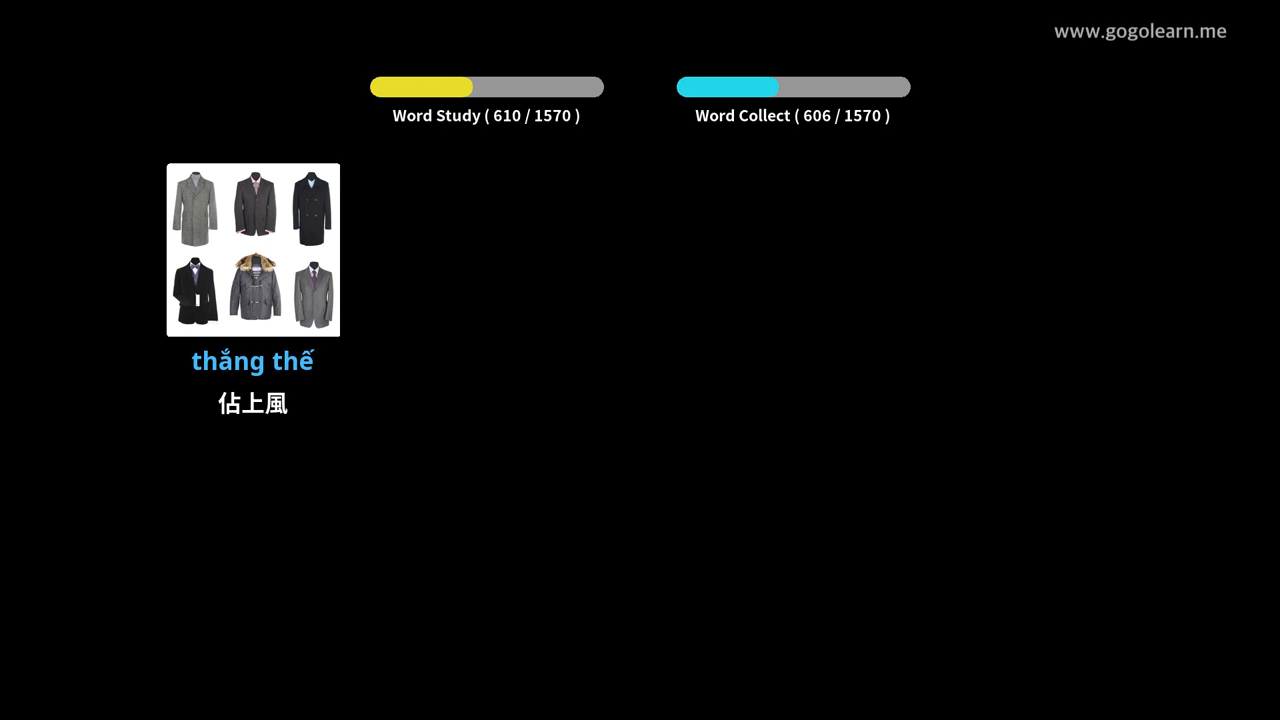 www.gogolearn.me
Word Study ( 610 / 1570 )
Word Collect ( 606 / 1570 )
thắng thế
佔上風